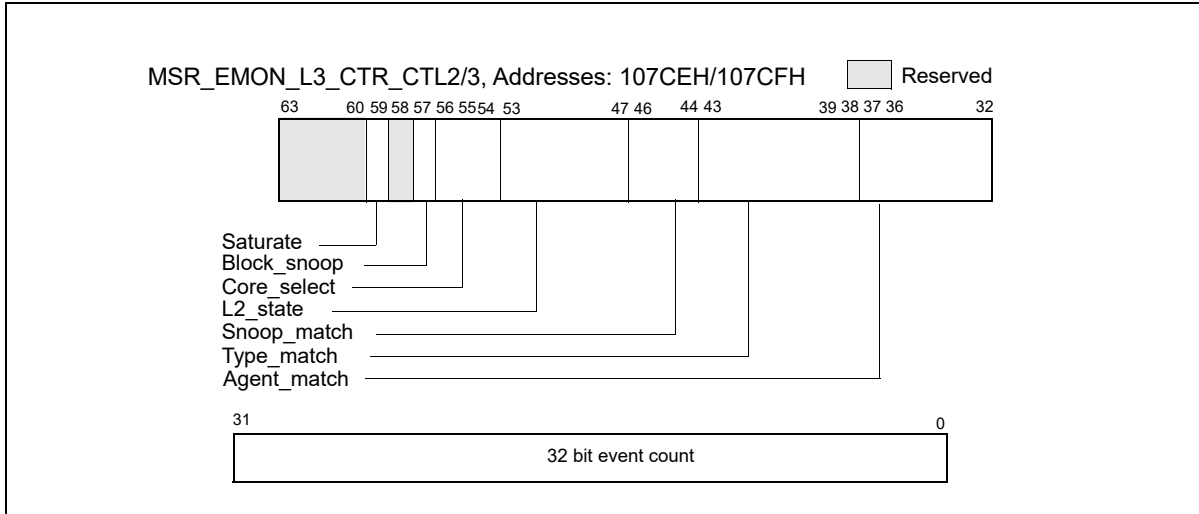 MSR_EMON_L3_CTR_CTL2/3, Addresses: 107CEH/107CFH Reserved
63 60 59 58 57 56 55 54 53 47 46 44 43 39 38 37 36 32
Saturate
Block_snoop
Core_select
L2_state
Snoop_match
Type_match
Agent_match
31 0
32 bit event count